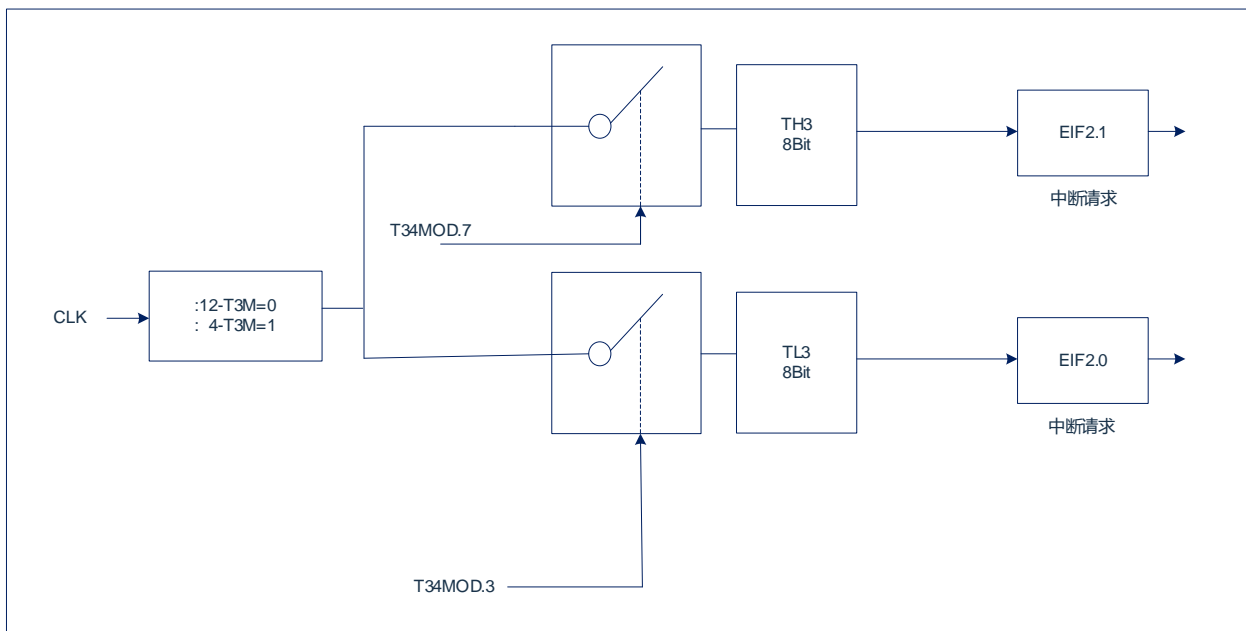 TH3
8Bit
EIF2.1
中断请求
T34MOD.7
CLK
:12-T3M=0
: 4-T3M=1
TL3
8Bit
EIF2.0
中断请求
T34MOD.3